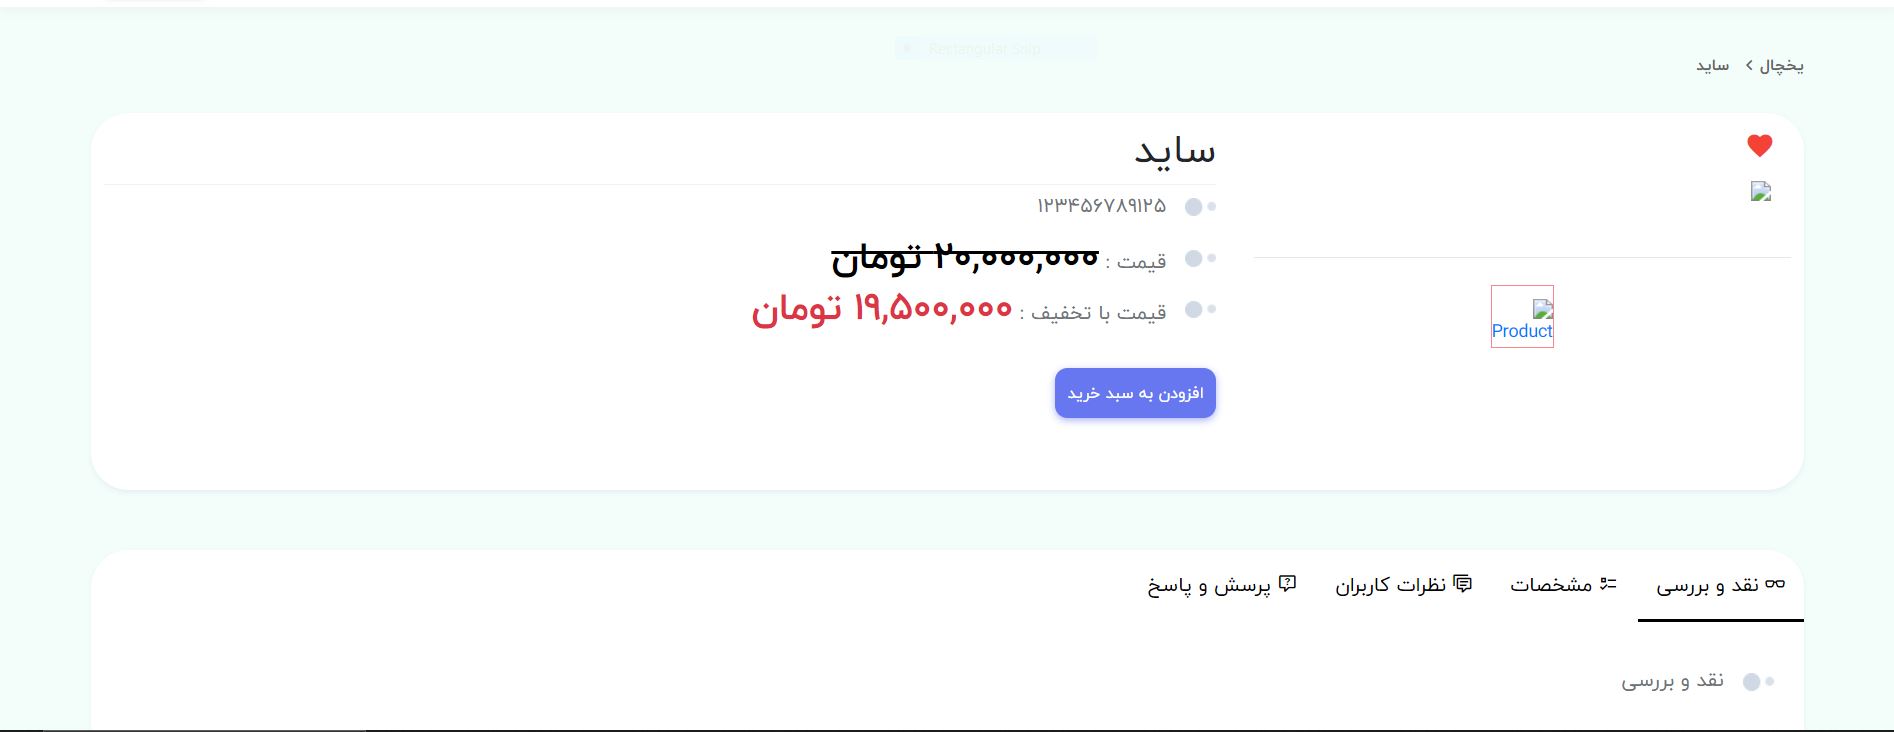 Rectangular Snip
یخچال > ساید
ساید
۱۲۳۴۵۶۷۸۹۱۲۵
قیمت : ۲۰,۰۰۰,۰۰۰ تومان
قیمت با تخفیف : ۱۹,۵۰۰,۰۰۰ تومان
افزودن به سبد خرید
Product
نقد و بررسی
مشخصات
نظرات کاربران
پرسش و پاسخ
نقد و بررسی